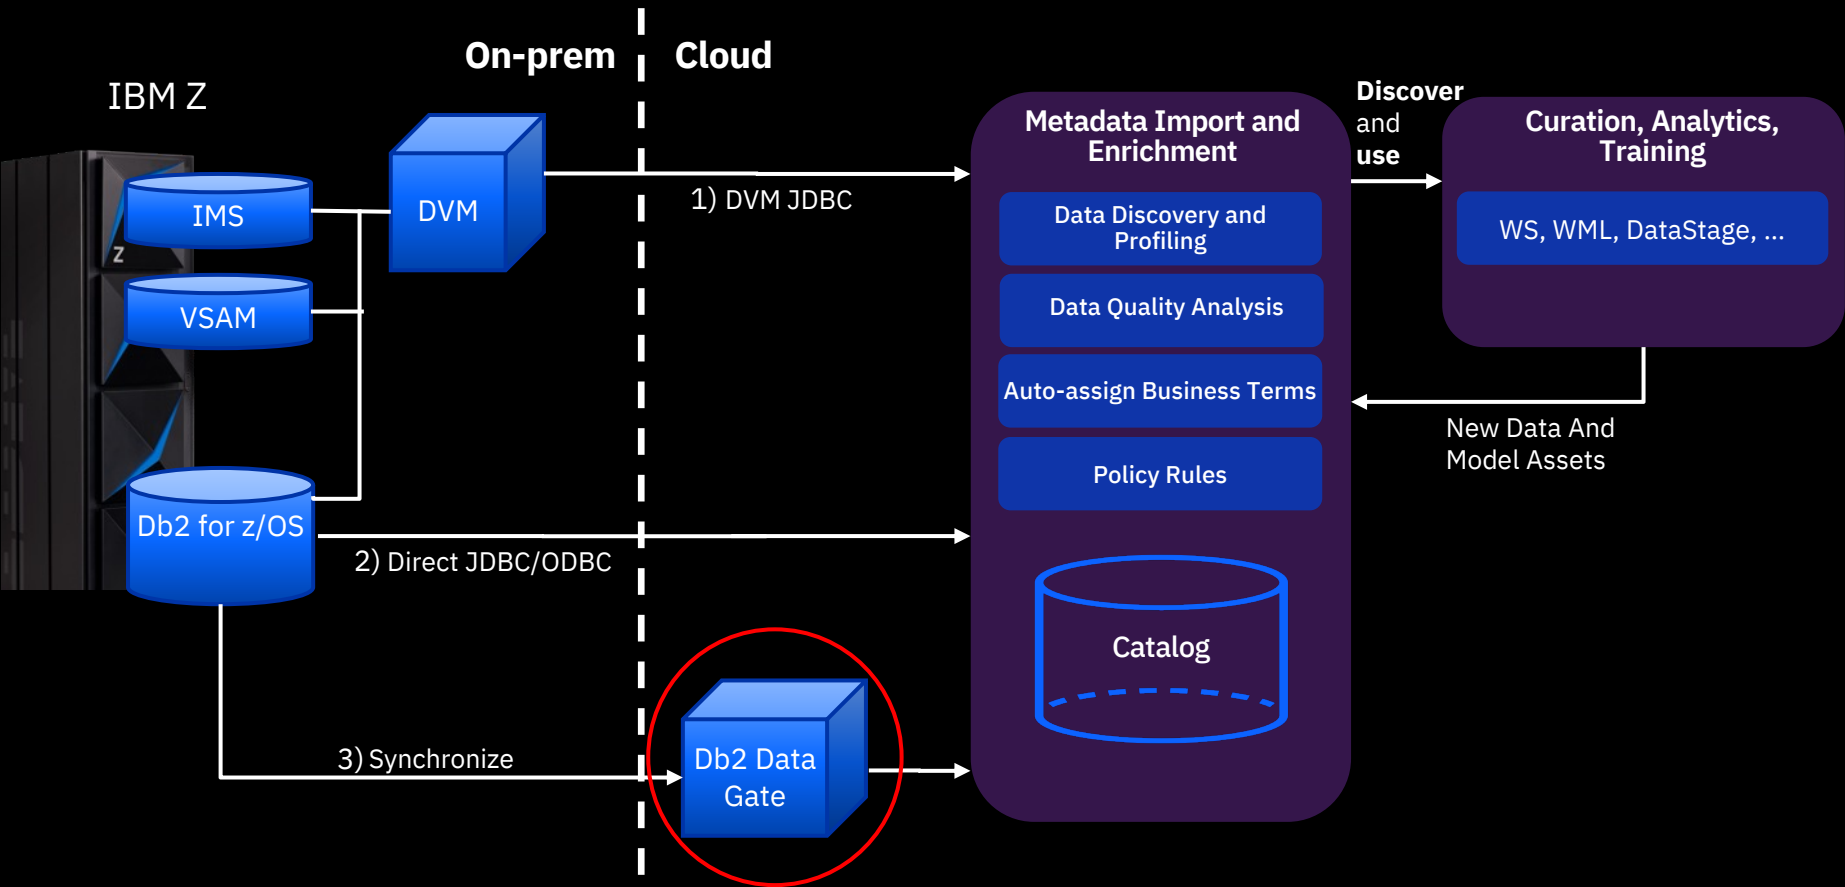 On-prem
Cloud
IBM Z
IMS
Z
VSAM
Db2 for z/OS
DVM
1) DVM JDBC
2) Direct JDBC/ODBC
3) Synchronize
Db2 Data
Gate
Metadata Import and
Enrichment
Data Discovery and
Profiling
Data Quality Analysis
Auto-assign Business Terms
Policy Rules
Catalog
Discover
and
use
Curation, Analytics,
Training
WS, WML, DataStage, ...
New Data And
Model Assets